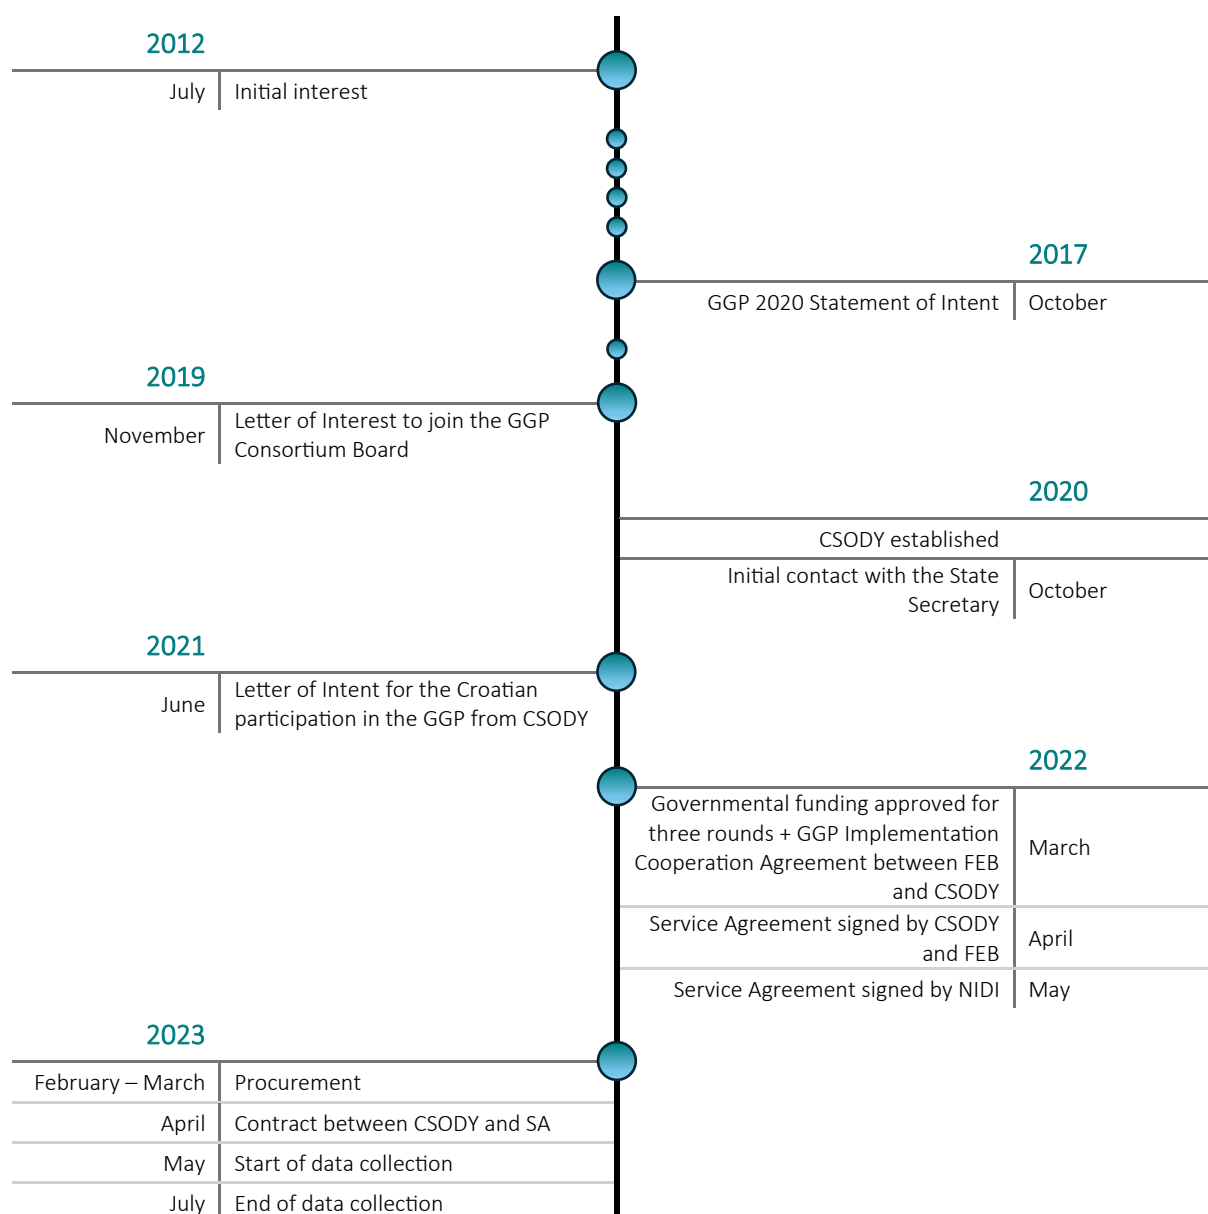 2012
July
Initial interest
2017
GGP 2020 Statement of Intent
October
2019
November
Letter of Interest to join the GGP
Consortium Board
2020
CSODY established
Initial contact with the State
Secretary
October
2021
June
Letter of Intent for the Croatian
participation in the GGP from CSODY
2022
Governmental funding approved for
three rounds + GGP Implementation
Cooperation Agreement between FEB
and CSODY
March
Service Agreement signed by CSODY
and FEB
April
Service Agreement signed by NIDI
May
2023
February – March
Procurement
April
Contract between CSODY and SA
May
Start of data collection
July
End of data collection